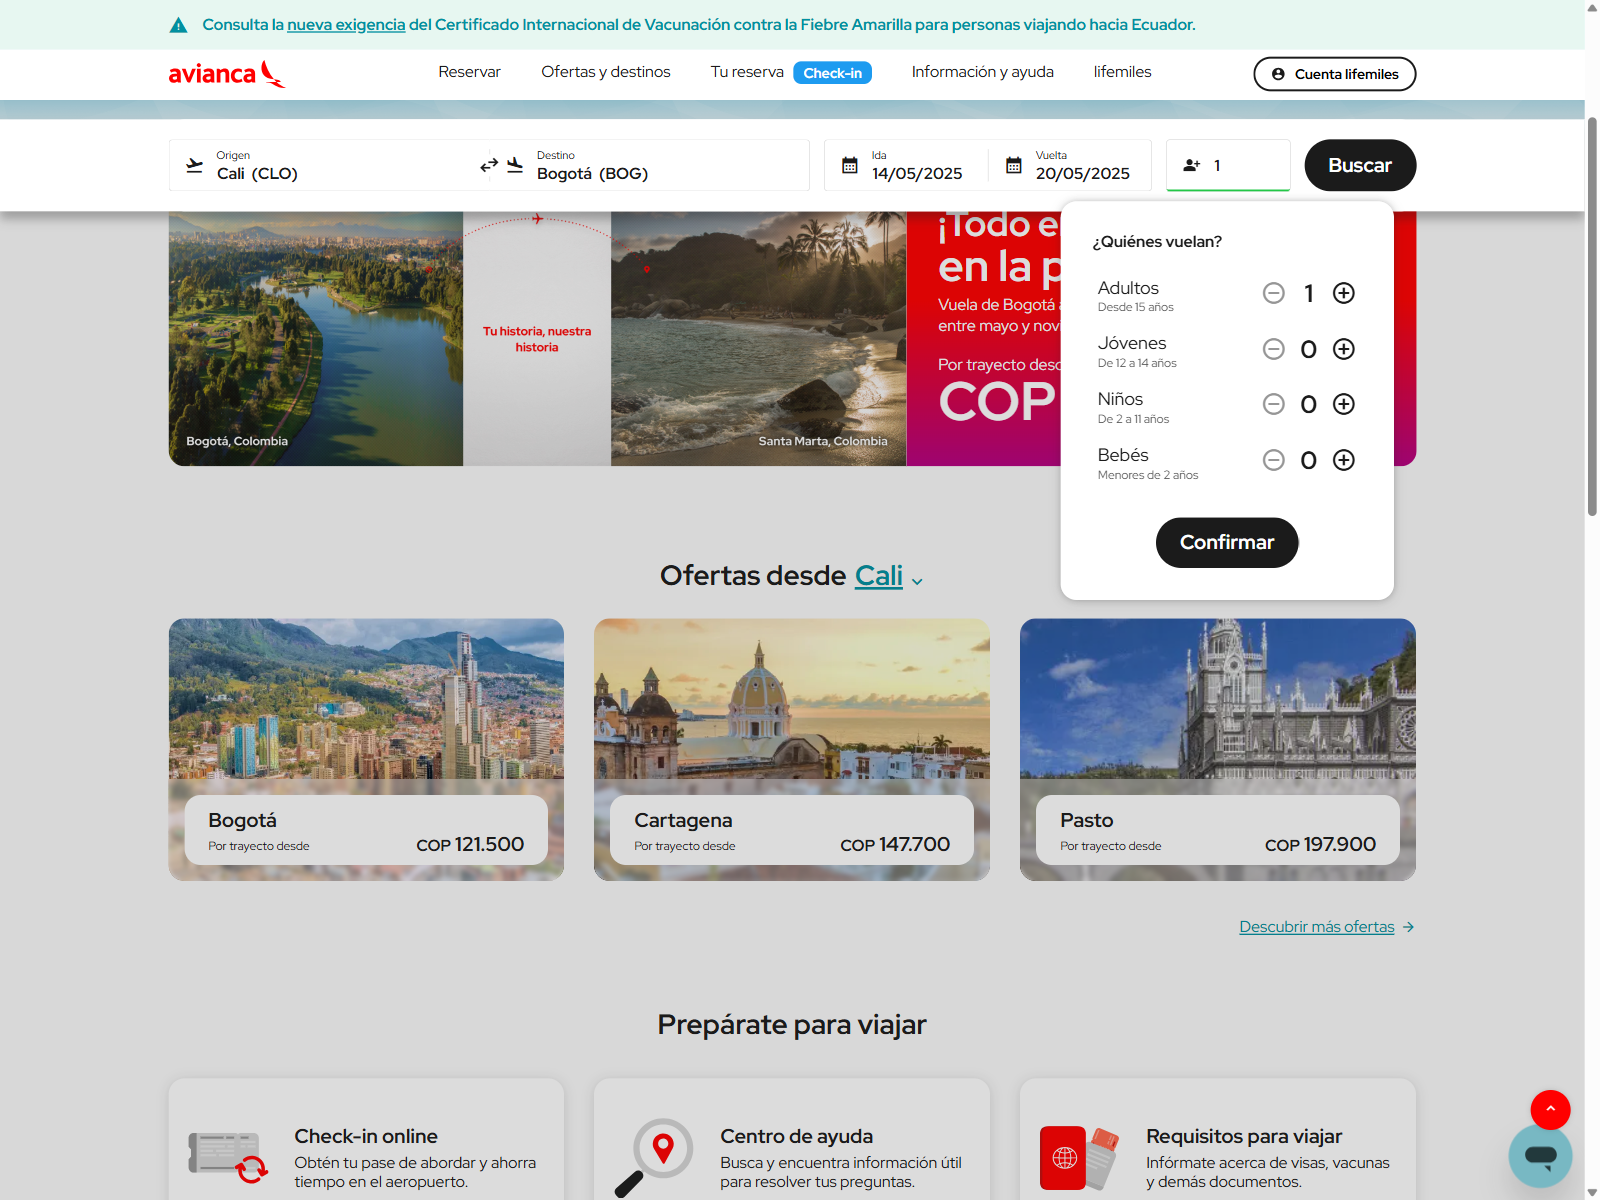 Consulta la nueva exigencia del Certificado Internacional de Vacunación contra la Fiebre Amarilla para personas viajando hacia Ecuador.
avianca
Reservar
Ofertas y destinos
Tu reserva
Check-in
Información y ayuda
lifemiles
Cuenta lifemiles
Origen
Cali (CLO)
Destino
Bogotá (BOG)
Ida
14/05/2025
Vuelta
20/05/2025
1
Buscar
Bogotá, Colombia
Tu historia, nuestra
historia
Santa Marta, Colombia
¡Todo e
en la p
Vuela de Bogotá
entre mayo y novi
Por trayecto desd
COP
¿Quiénes vuelan?
Adultos
Desde 15 años
1
Jóvenes
De 12 a 14 años
0
Niños
De 2 a 11 años
0
Bebés
Menores de 2 años
0
Confirmar
Ofertas desde Cali
Bogotá
Por trayecto desde
COP 121.500
Cartagena
Por trayecto desde
COP 147.700
Pasto
Por trayecto desde
COP 197.900
Descubrir más ofertas
Prepárate para viajar
Check-in online
Obtén tu pase de abordar y ahorra
tiempo en el aeropuerto.
Centro de ayuda
Busca y encuentra información útil
para resolver tus preguntas.
Requisitos para viajar
Infórmate acerca de visas, vacunas
y demás documentos.